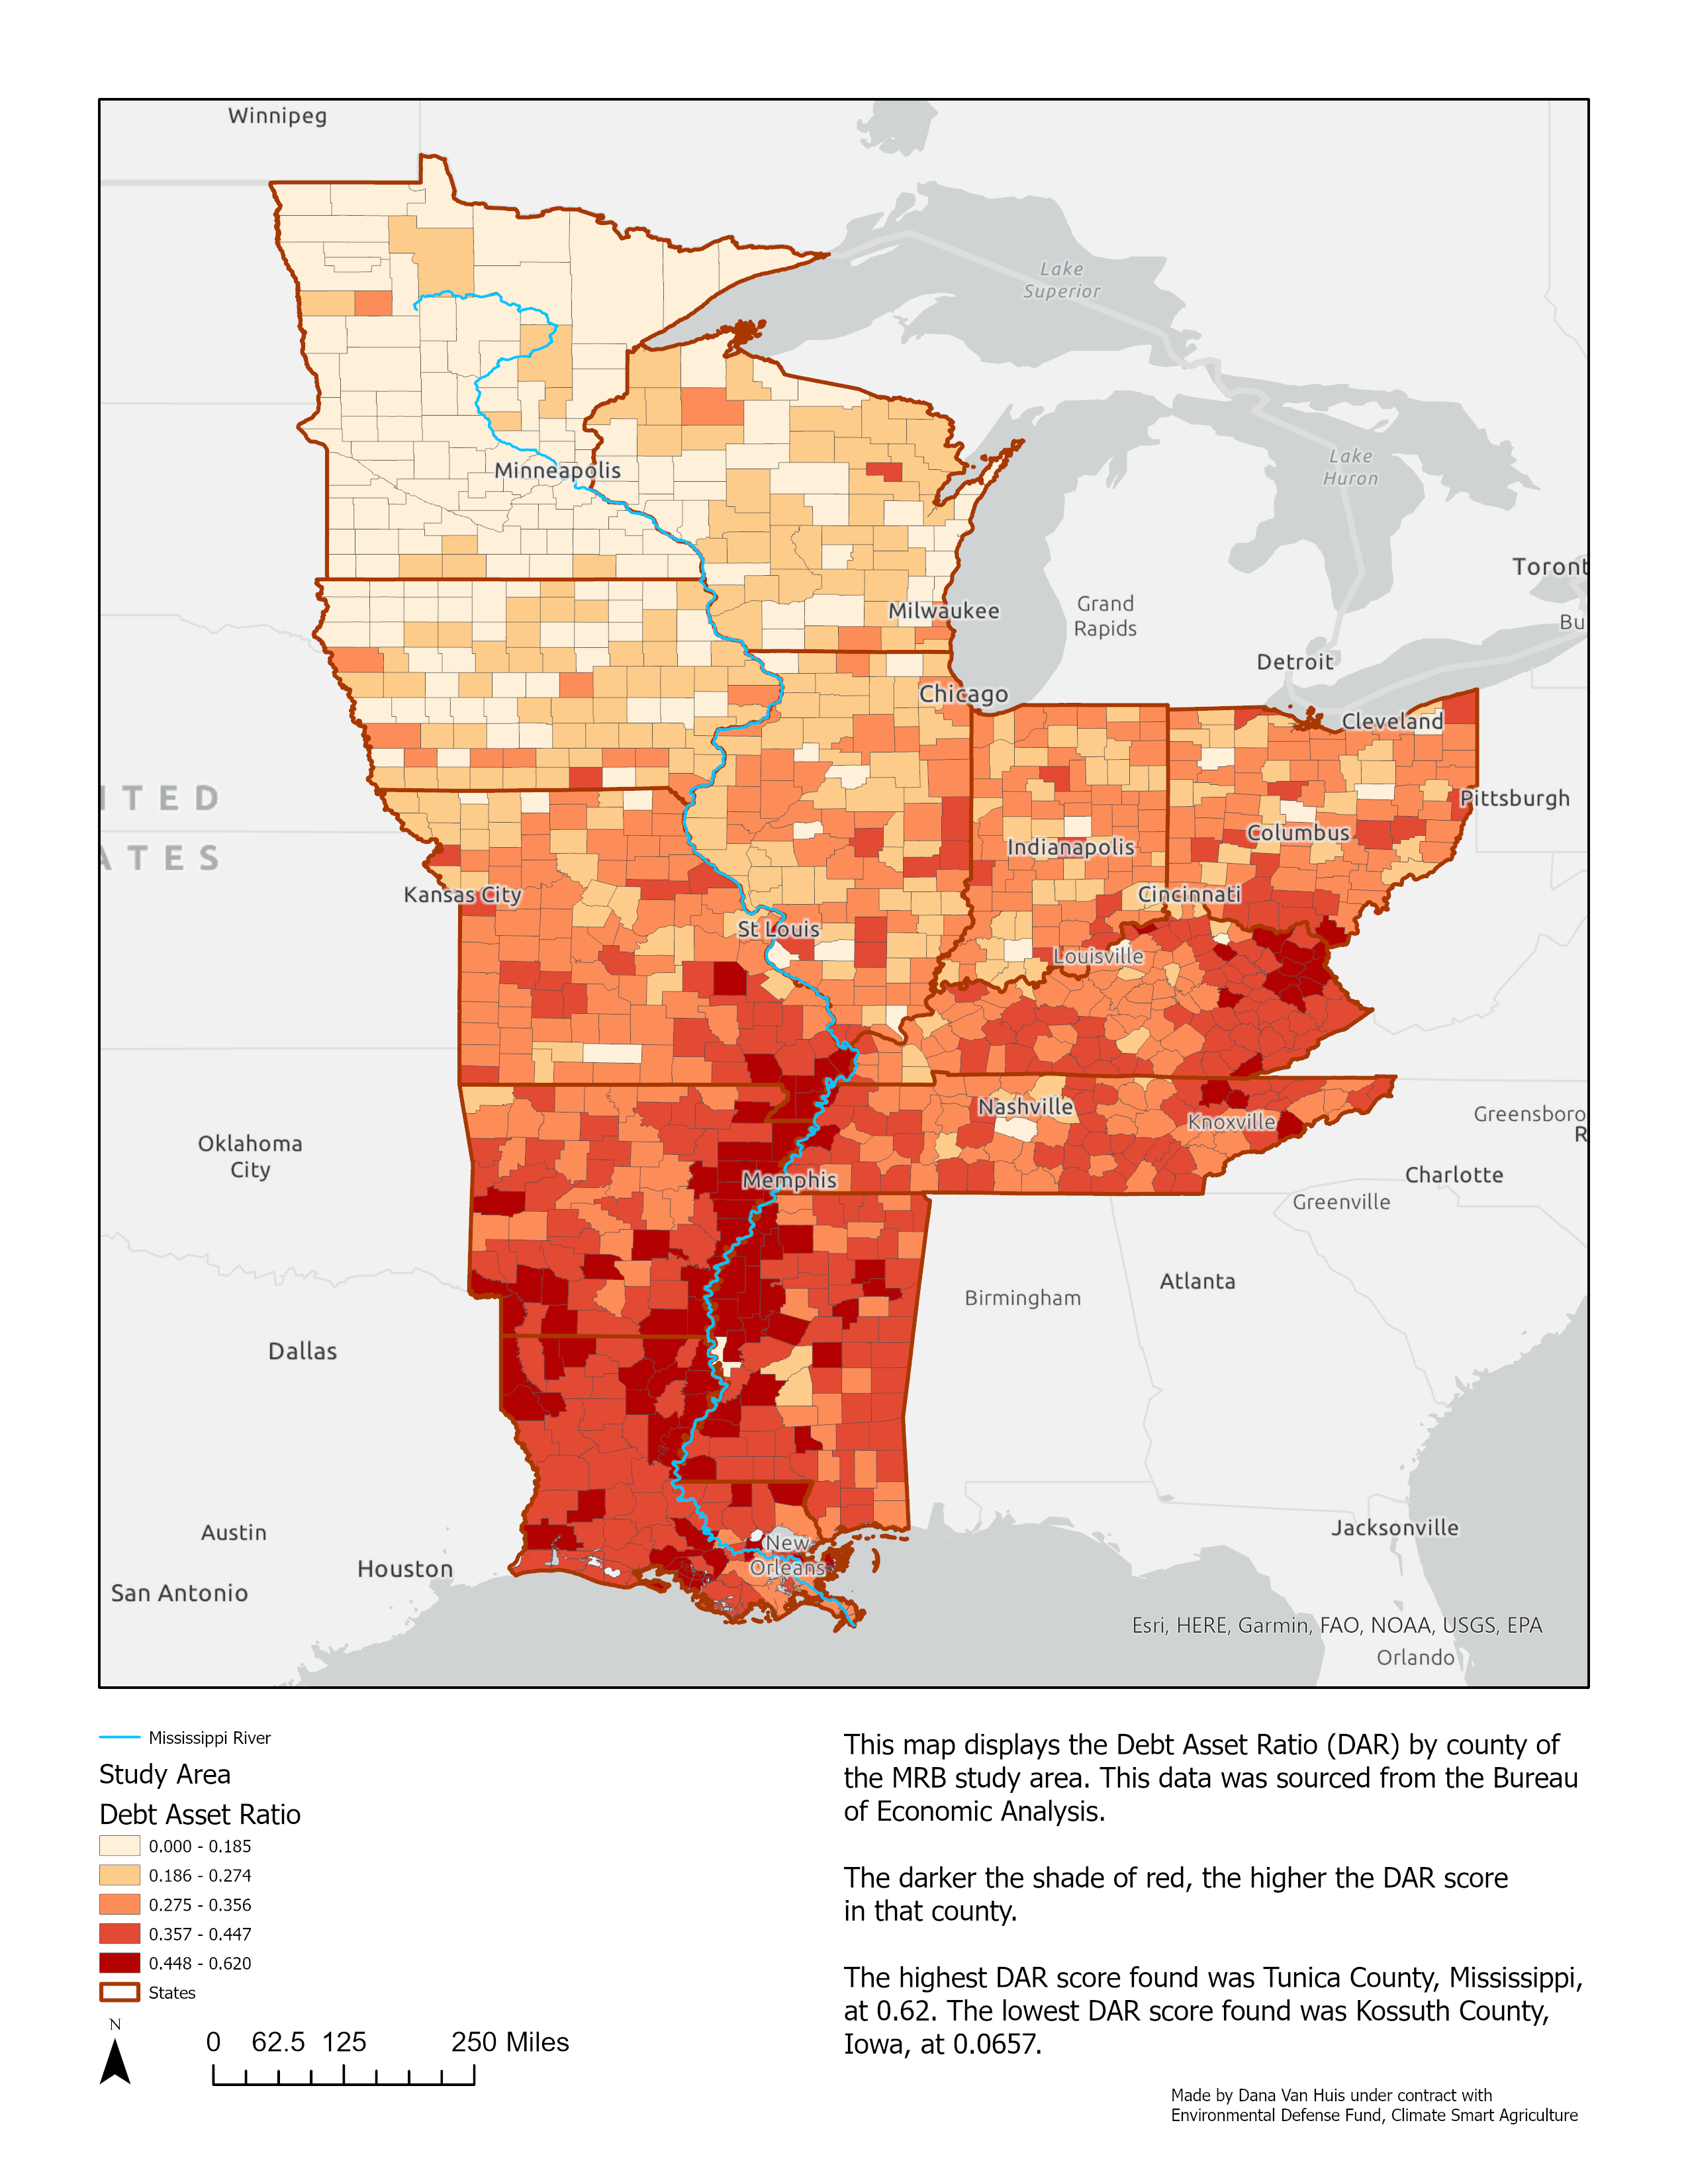 Winnipeg
Lake
Superior
Lake
Huron
Minneapolis
Toront
Milwaukee
Grand
Rapids
Bu
Detroit
Chicago
Cleveland
ITED
ATES
Pittsburgh
Columbus
Indianapolis
Kansas City
Cincinnati
St Louis
Louisville
Nashville
Knoxville
Greensboro
R
Oklahoma
City
Memphis
Charlotte
Greenville
Atlanta
Birmingham
Dallas
Austin
Jacksonville
New
Orleans
Houston
San Antonio
Esri, HERE, Garmin, FAO, NOAA, USGS, EPA
Orlando
Mississippi River
Study Area
Debt Asset Ratio
0.000 - 0.185
0.186 - 0.274
0.275 - 0.356
0.357 - 0.447
0.448 - 0.620
States
N
0 62.5 125 250 Miles
This map displays the Debt Asset Ratio (DAR) by county of
the MRB study area. This data was sourced from the Bureau
of Economic Analysis.
The darker the shade of red, the higher the DAR score
in that county.
The highest DAR score found was Tunica County, Mississippi,
at 0.62. The lowest DAR score found was Kossuth County,
Iowa, at 0.0657.
Made by Dana Van Huis under contract with
Environmental Defense Fund, Climate Smart Agriculture